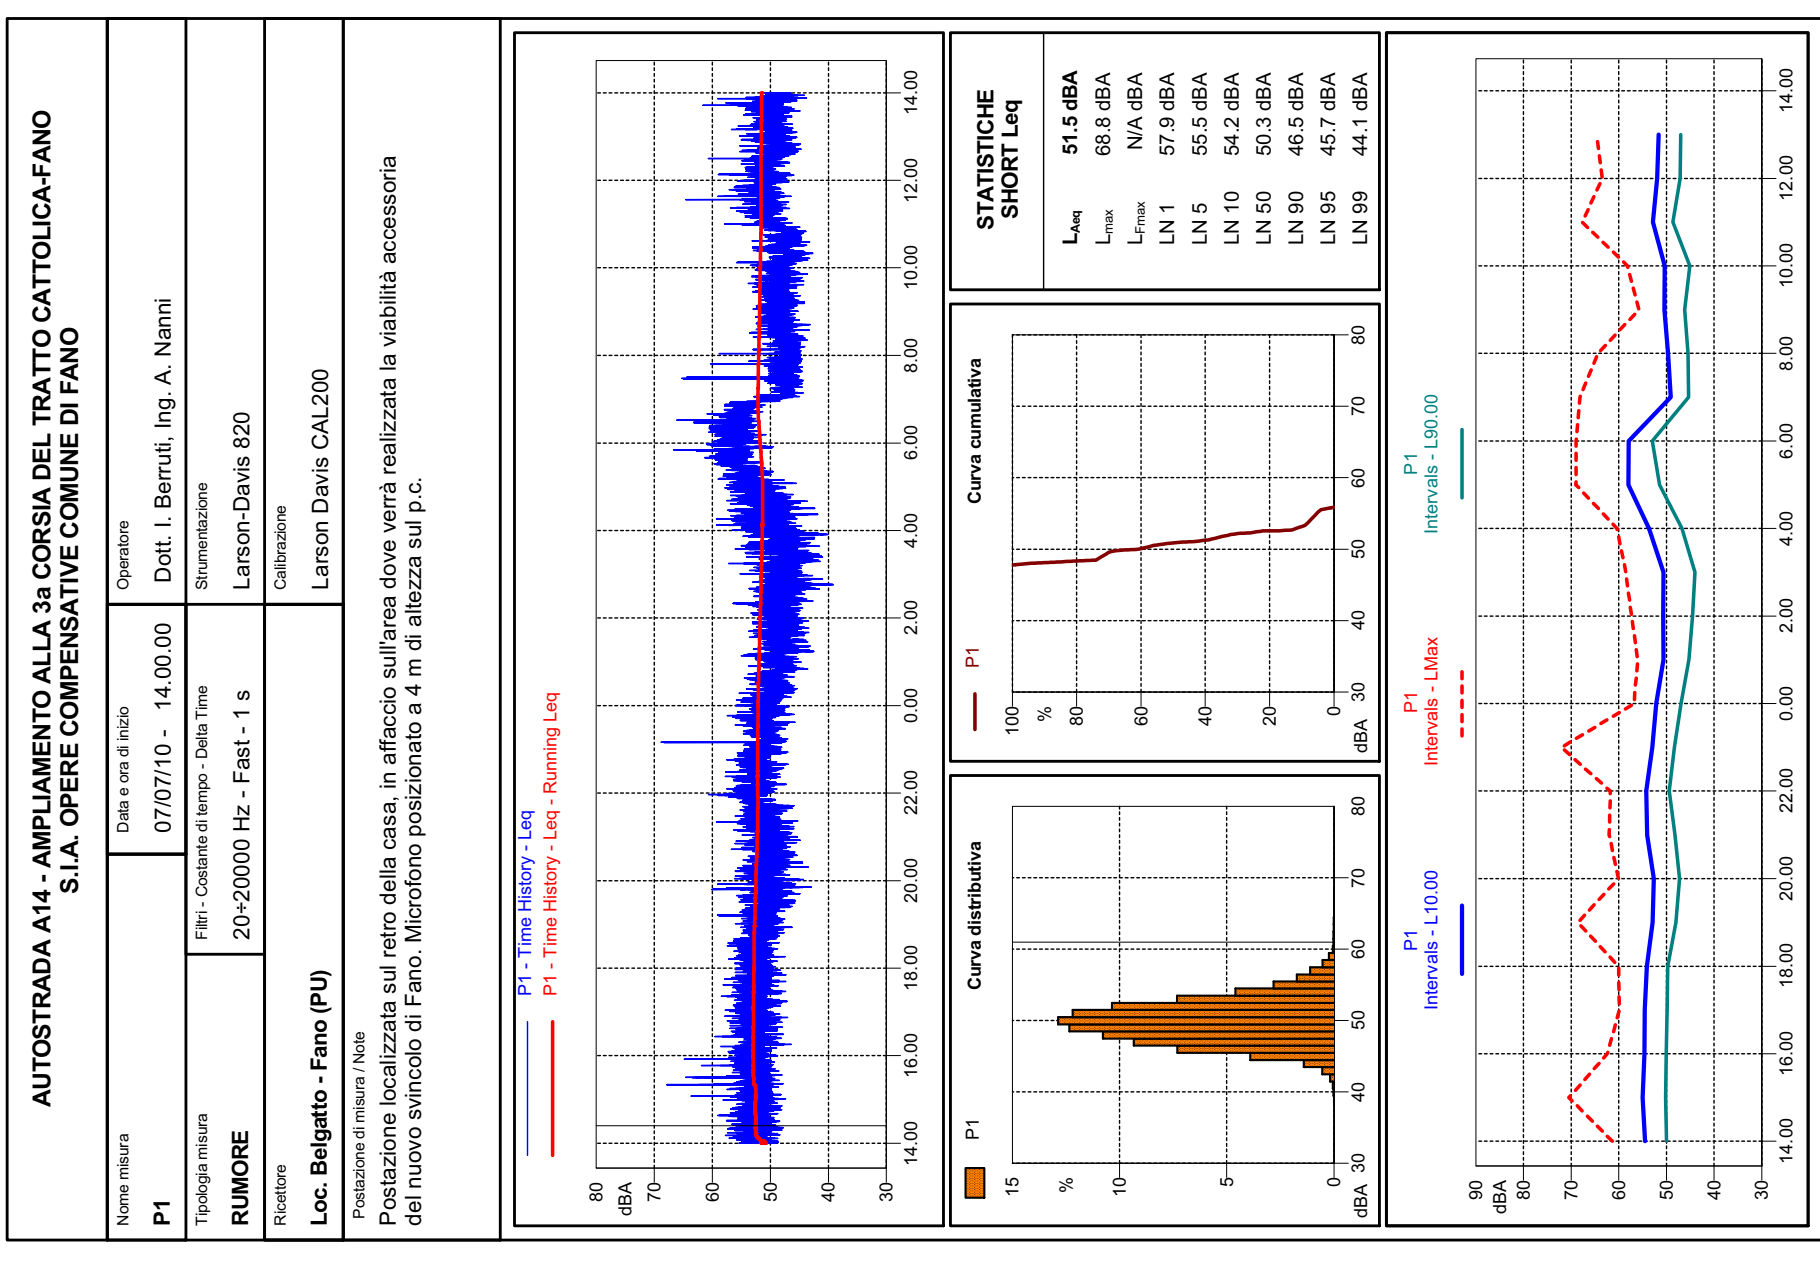 AUTOSTRADA A14 - AMPLIAMENTO ALLA 3a CORSIA DEL TRATTO CATTOLICA-FANO
S.I.A. OPERE COMPENSATIVE COMUNE DI FANO
Nome misura
P1
Data e ora di inizio
07/07/10 - 14.00.00
Operatore
Dott. I. Berruti, Ing. A. Nanni
Tipologia misura
RUMORE
Filtri - Costante di tempo - Delta Time
20÷20000 Hz - Fast - 1 s
Strumentazione
Larson-Davis 820
Ricettore
Loc. Belgatto - Fano (PU)
Calibrazione
Larson Davis CAL200
Postazione di misura / Note
Postazione localizzata sul retro della casa, in affaccio sull'area dove verrà realizzata la viabilità accessoria
del nuovo svincolo di Fano. Microfono posizionato a 4 m di altezza sul p.c.
P1 - Time History - Leq
P1 - Time History - Leq - Running Leq
80
dBA
70
60
50
40
30
14.00 16.00 18.00 20.00 22.00 0.00 2.00 4.00 6.00 8.00 10.00 12.00 14.00
P1
Curva distributiva
15
%
10
5
0
dBA
30 40 50 60 70 80
P1
Curva cumulativa
100
%
80
60
40
20
0
dBA
30 40 50 60 70 80
STATISTICHE
SHORT Leq
LAeq 51.5 dBA
Lmax 68.8 dBA
LFmax N/A dBA
LN 1 57.9 dBA
LN 5 55.5 dBA
LN 10 54.2 dBA
LN 50 50.3 dBA
LN 90 46.5 dBA
LN 95 45.7 dBA
LN 99 44.1 dBA
P1
Intervals - L10.00
P1
Intervals - LMax
P1
Intervals - L90.00
90
dBA
80
70
60
50
40
30
14.00 16.00 18.00 20.00 22.00 0.00 2.00 4.00 6.00 8.00 10.00 12.00 14.00